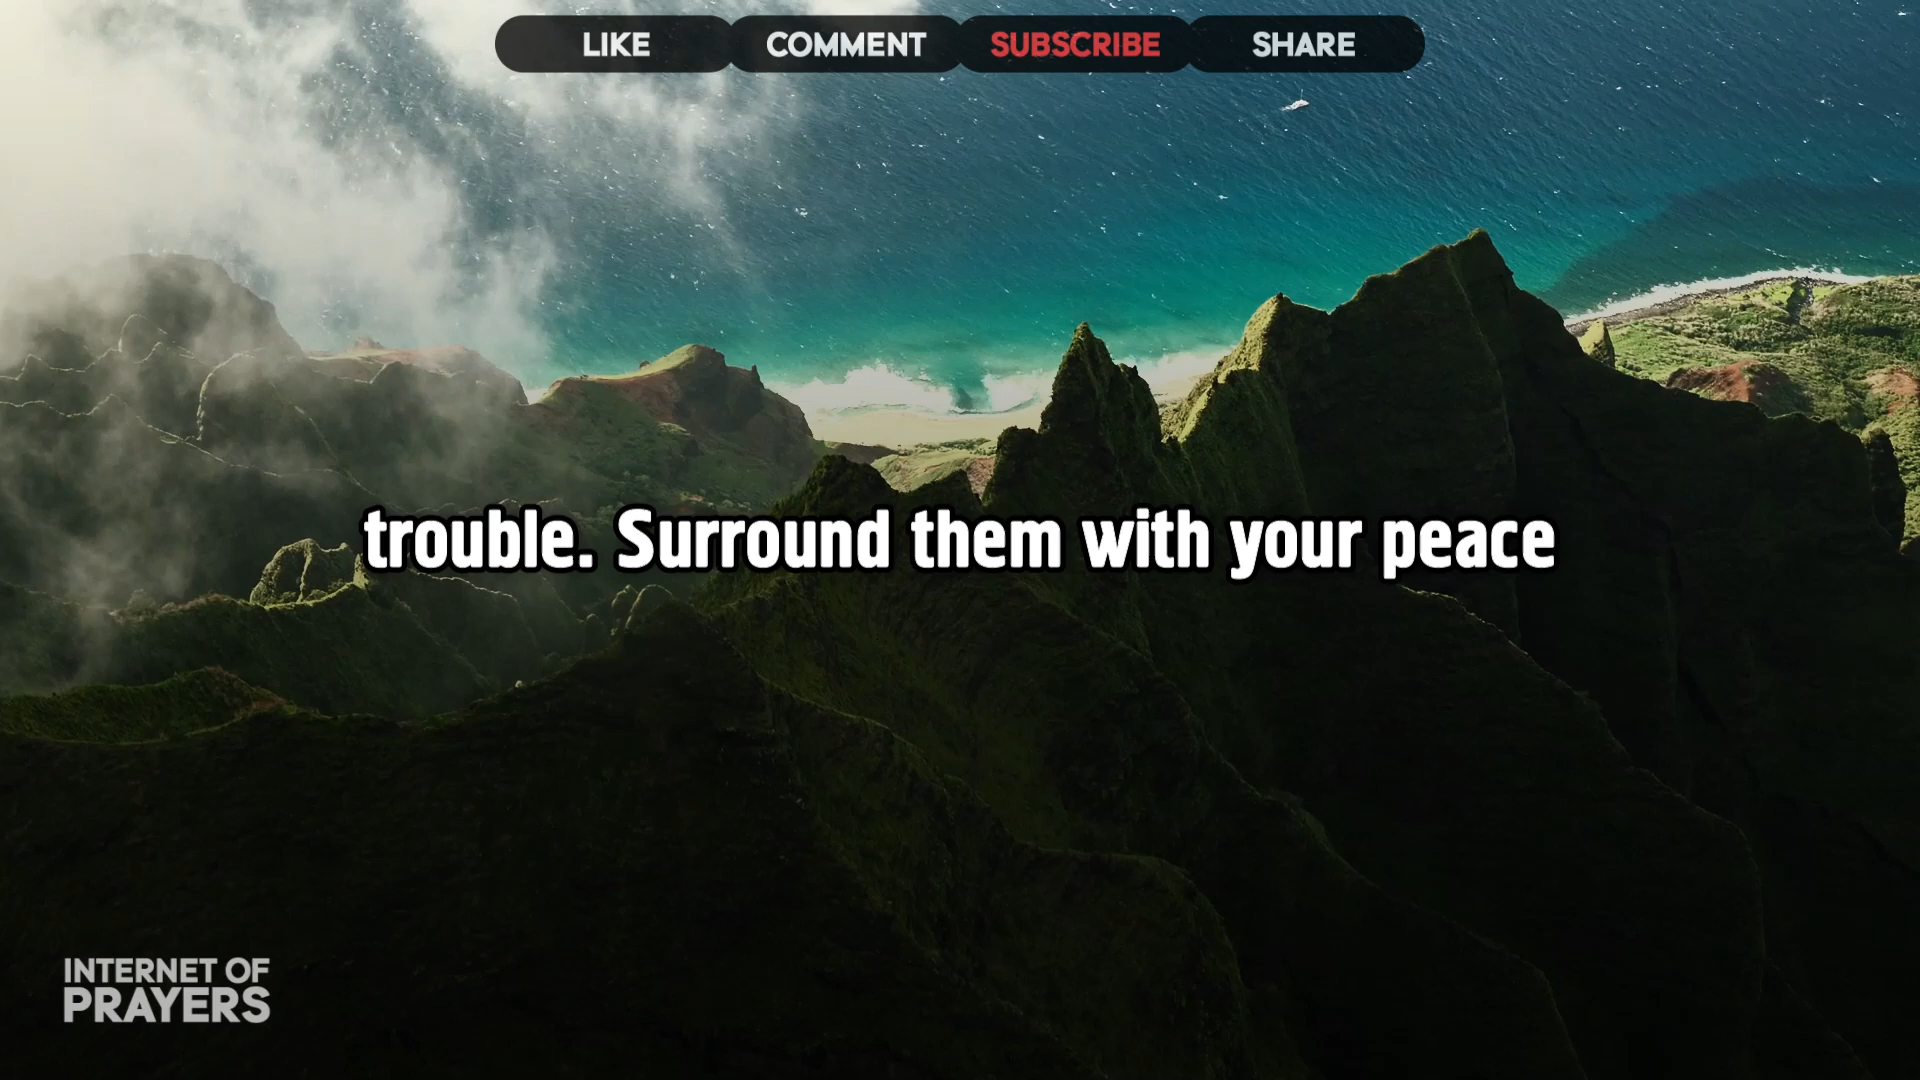 LIKE COMMENT SUBSCRIBE SHARE
trouble. Surround them with your peace
INTERNET OF
PRAYERS